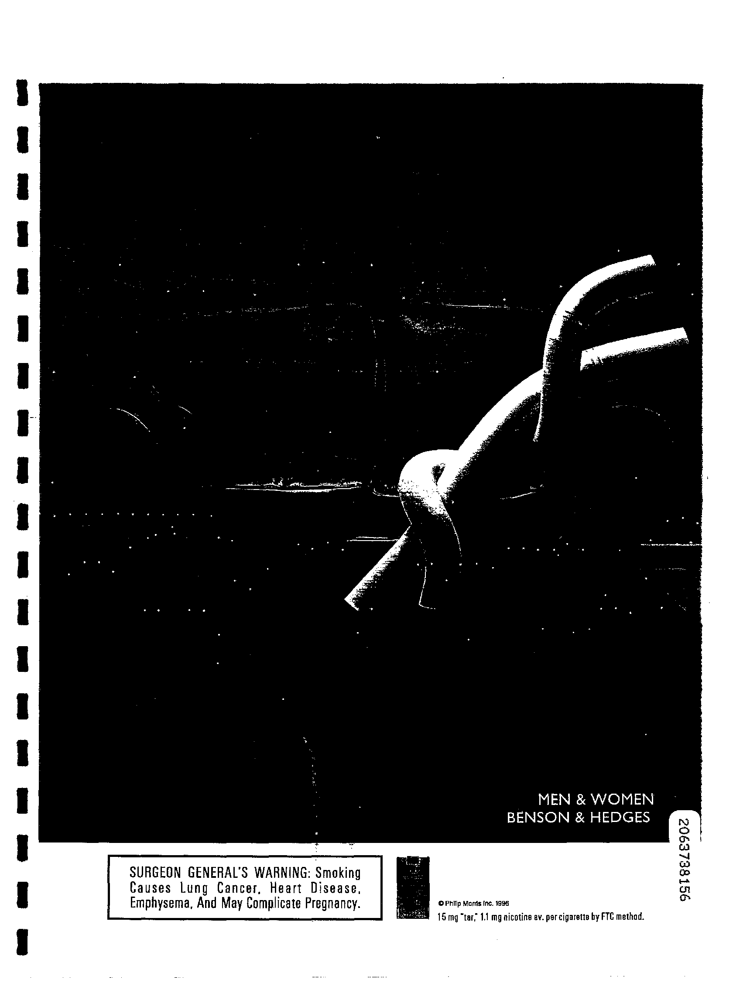 MEN & WOMEN
BENSON & HEDGES
2063738156
SURGEON GENERAL'S WARNING: Smoking
Causes Lung Cancer, Heart Disease,
Emphysema, And May Complicate Pregnancy.
© Philip Morris Inc. 1996
15 mg "tar," 1.1 mg nicotine av. per cigarette by FTC method.